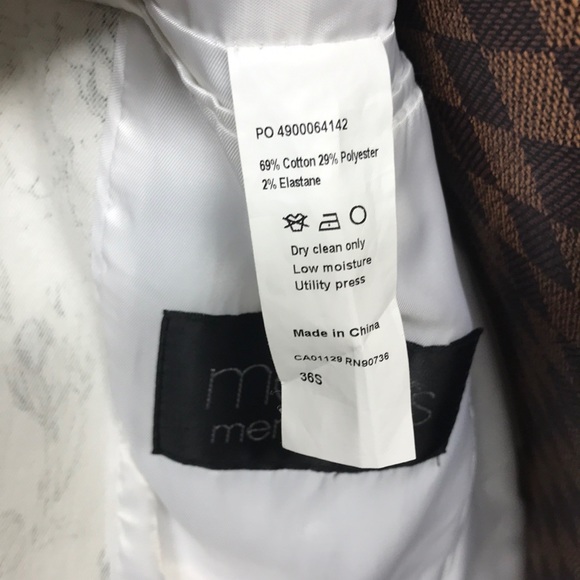 PO 4900064142
69% Cotton 29% Polyester
2% Elastane
Dry clean only
Low moisture
Utility press
Made in China
CA01129 RN90736
36S